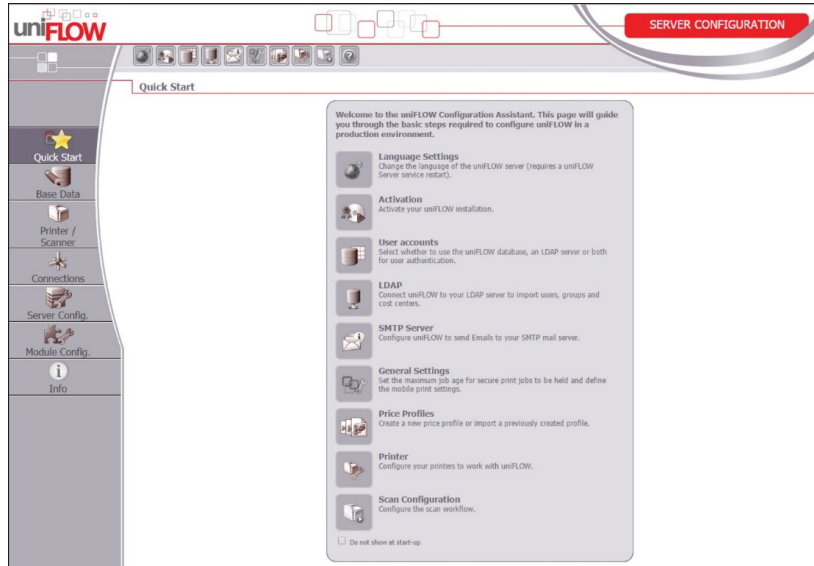 uniFLOW
SERVER CONFIGURATION
Quick Start
Quick Start
Base Data
Printer /
Scanner
Connections
Server Config.
Module Config.
Info
Welcome to the uniFLOW Configuration Assistant. This page will guide
you through the basic steps required to configure uniFLOW in a
production environment.
Language Settings
Change the language of the uniFLOW server (requires a uniFLOW
Server service restart).
Activation
Activate your uniFLOW installation.
User accounts
Select whether to use the uniFLOW database, an LDAP server or both
for user authentication.
LDAP
Connect uniFLOW to your LDAP server to import users, groups and
cost centers.
SMTP Server
Configure uniFLOW to send Emails to your SMTP mail server.
General Settings
Set the maximum job age for secure print jobs to be held and define
the mobile print settings.
Price Profiles
Create a new price profile or import a previously created profile.
Printer
Configure your printers to work with uniFLOW.
Scan Configuration
Configure the scan workflow.
Do not show at start-up